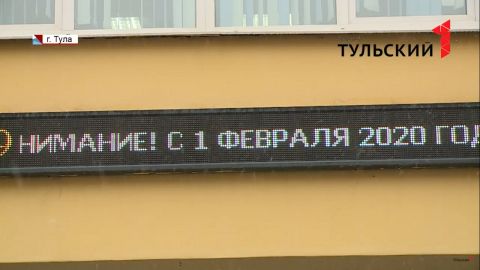 г. Тула
ТУЛЬСКИЙ 1
НИМАНИЕ! С 1 ФЕВРАЛЯ 2020 ГОД